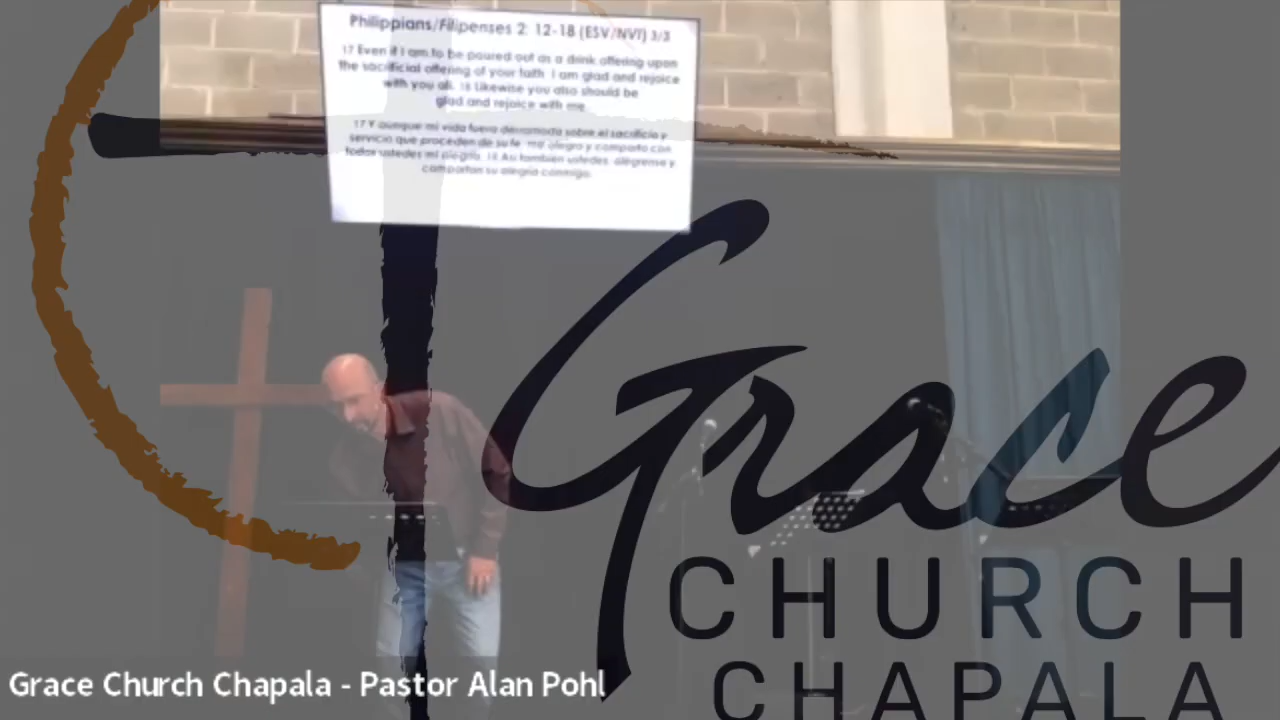 Philippians/Filipenses 2: 12-18 (ESV/NVI) 3/3
17 Even if I am to be poured out as a drink offering upon
the sacrificial offering of your faith I am glad and rejoice
with you all. 18 Likewise you also should be
glad and rejoice with me.
17 Y aunque mi vida fuera derramada sobre el sacrificio y
servicio que proceden de su fe me alegro y comparto con
todos ustedes mi alegría. 18 Así también ustedes alégrense y
compartan su alegría conmigo.
Grace
CHURCH
CHAPALA
Grace Church Chapala - Pastor Alan Pohl